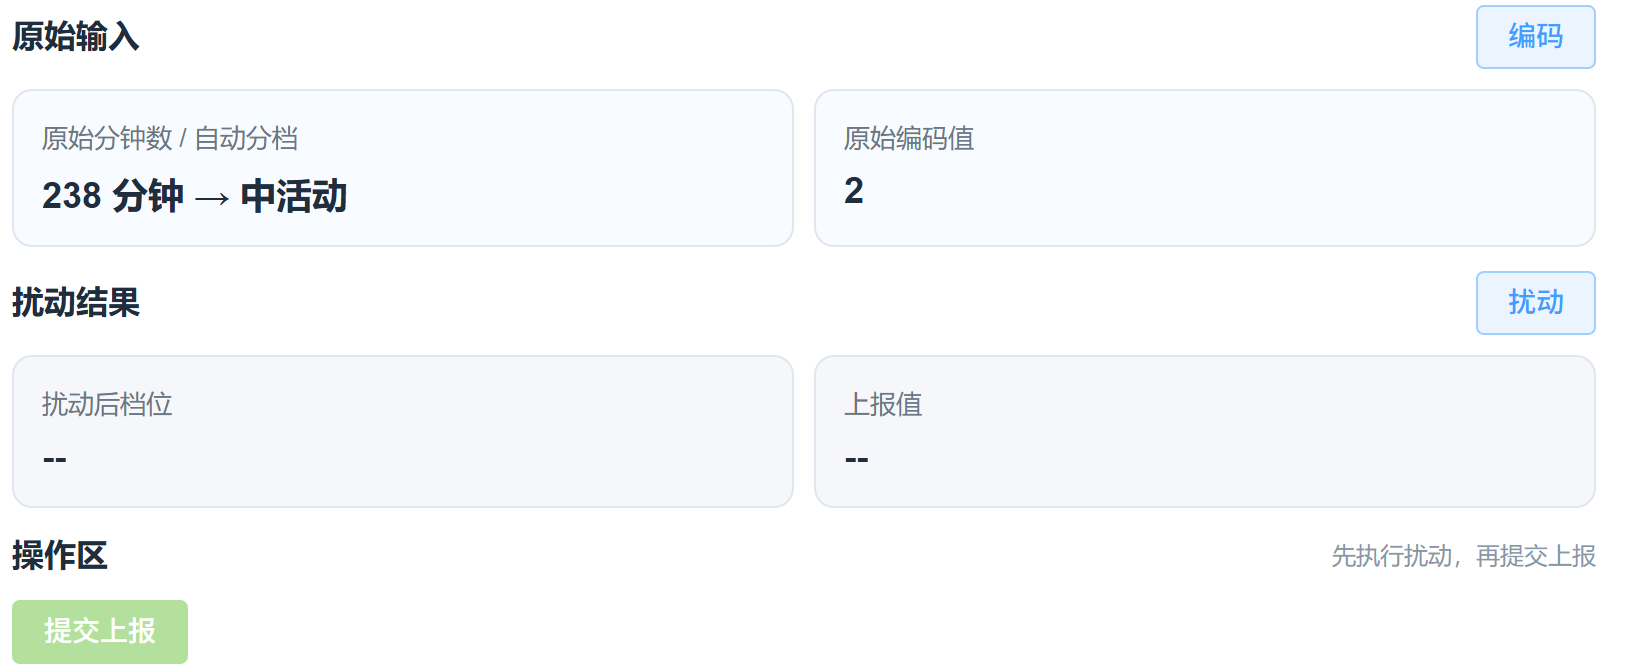 原始输入
编码
原始分钟数 / 自动分档
238 分钟 → 中活动
原始编码值
2
扰动结果
扰动
扰动后档位
--
上报值
--
操作区
先执行扰动，再提交上报
提交上报